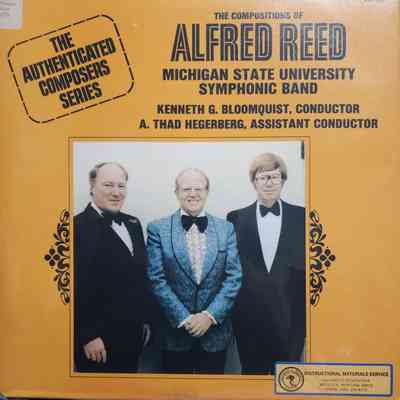 THE
AUTHENTICATED
COMPOSERS
SERIES
THE COMPOSITIONS OF
ALFRED REED
MICHIGAN STATE UNIVERSITY
SYMPHONIC BAND
KENNETH G. BLOOMQUIST, CONDUCTOR
A. THAD HEGERBERG, ASSISTANT CONDUCTOR
INSTRUCTIONAL MATERIALS SERVICE